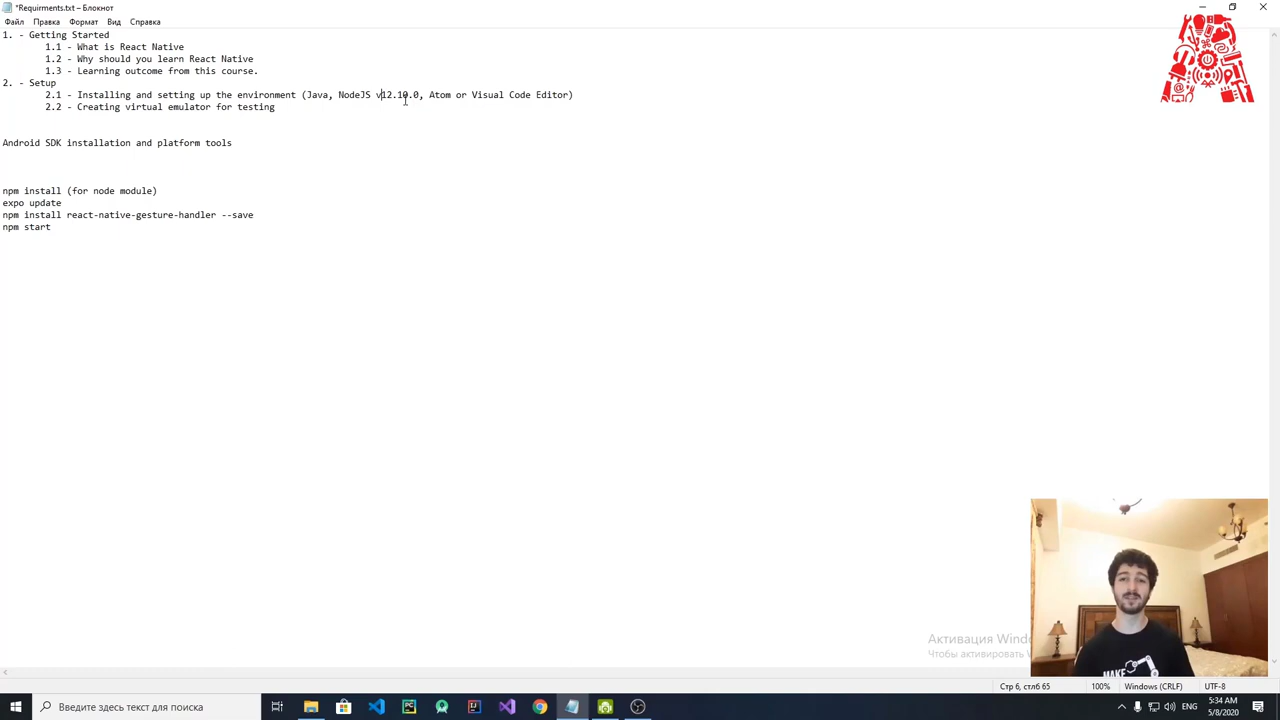 *Requirments.txt – Блокнот
Файл Правка Формат Вид Справка
1. - Getting Started
1.1 - What is React Native
1.2 - Why should you learn React Native
1.3 - Learning outcome from this course.
2. - Setup
2.1 - Installing and setting up the environment (Java, NodeJS v12.10.0, Atom or Visual Code Editor)
2.2 - Creating virtual emulator for testing
Android SDK installation and platform tools
npm install (for node module)
expo update
npm install react-native-gesture-handler --save
npm start
MAKE
Активация Wind
Чтобы активировать
Стр 6, стлб 65 100% Windows (CRLF) UTF-8
Введите здесь текст для поиска
ENG
5:34 AM
5/8/2020